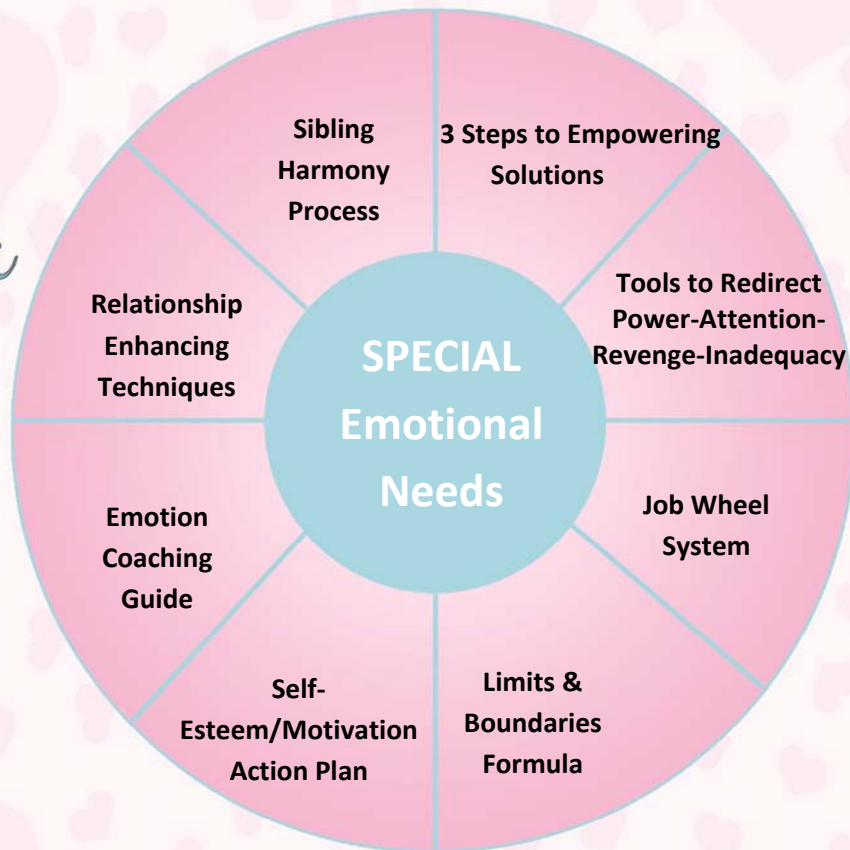 Sibling
Harmony
Process
3 Steps to Empowering
Solutions
Tools to Redirect
Power-Attention-
Revenge-Inadequacy
Job Wheel
System
Limits &
Boundaries
Formula
Self-
Esteem/Motivation
Action Plan
Emotion
Coaching
Guide
Relationship
Enhancing
Techniques
SPECIAL
Emotional
Needs